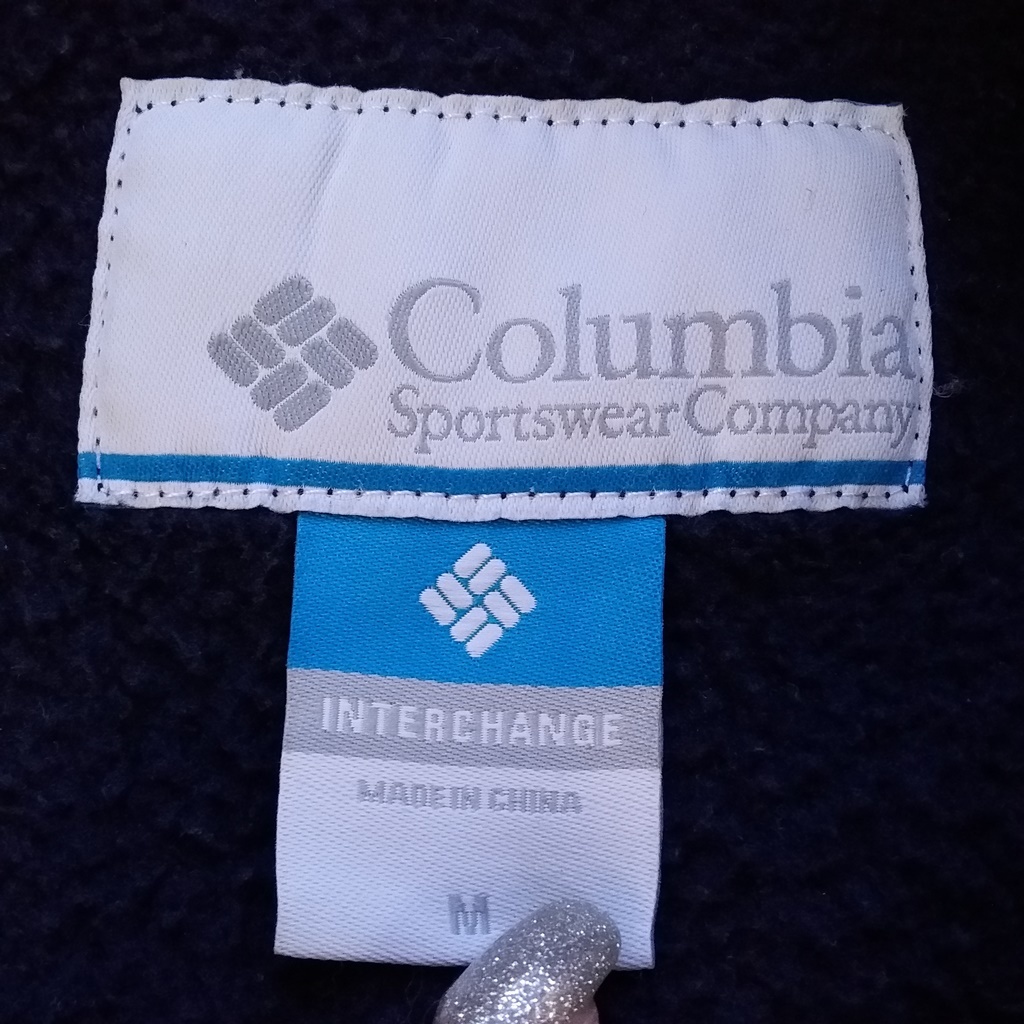 Columbia
Sportswear Company
INTERCHANGE
MADE IN CHINA
M